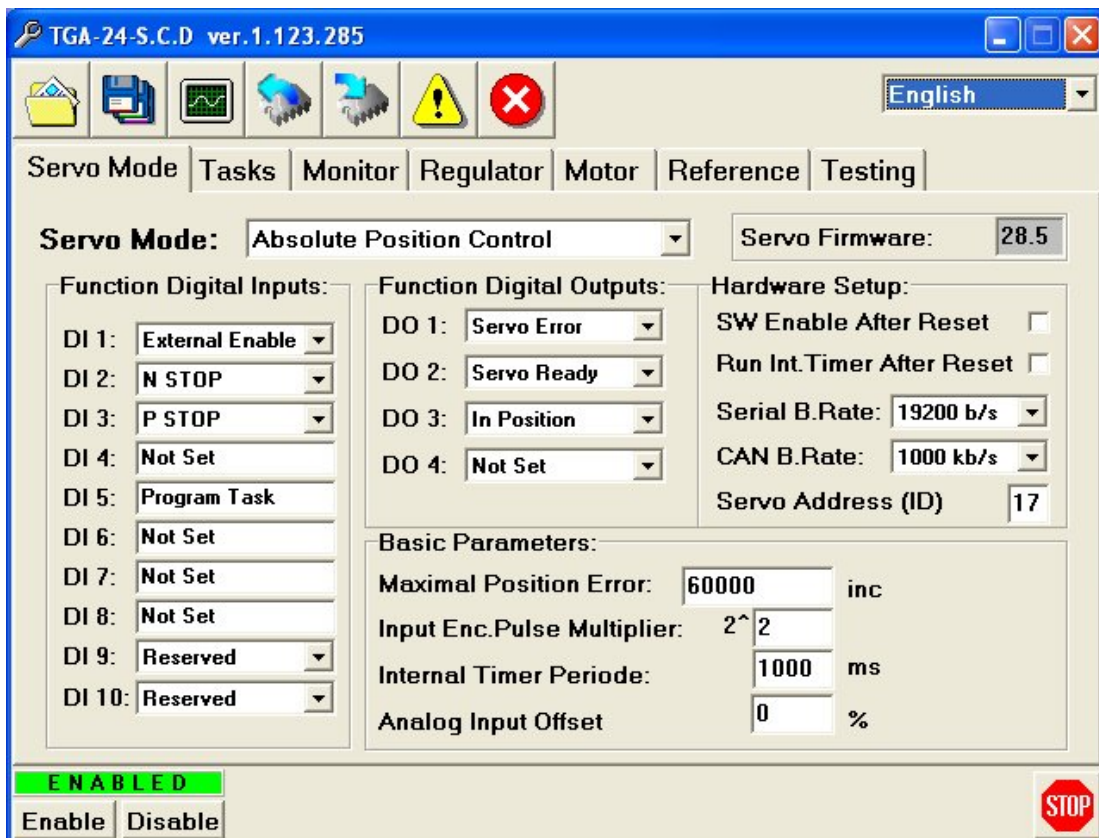 TGA-24-S.C.D ver.1.123.285
English
Servo Mode Tasks Monitor Regulator Motor Reference Testing
Servo Mode: Absolute Position Control
Servo Firmware: 28.5
Function Digital Inputs:
DI 1: External Enable
DI 2: N STOP
DI 3: P STOP
DI 4: Not Set
DI 5: Program Task
DI 6: Not Set
DI 7: Not Set
DI 8: Not Set
DI 9: Reserved
DI 10: Reserved
Function Digital Outputs:
DO 1: Servo Error
DO 2: Servo Ready
DO 3: In Position
DO 4: Not Set
Hardware Setup:
SW Enable After Reset
Run Int.Timer After Reset
Serial B.Rate: 19200 b/s
CAN B.Rate: 1000 kb/s
Servo Address (ID) 17
Basic Parameters:
Maximal Position Error: 60000 inc
Input Enc.Pulse Multiplier: 2^ 2
Internal Timer Periode: 1000 ms
Analog Input Offset 0 %
ENABLED
Enable Disable
STOP